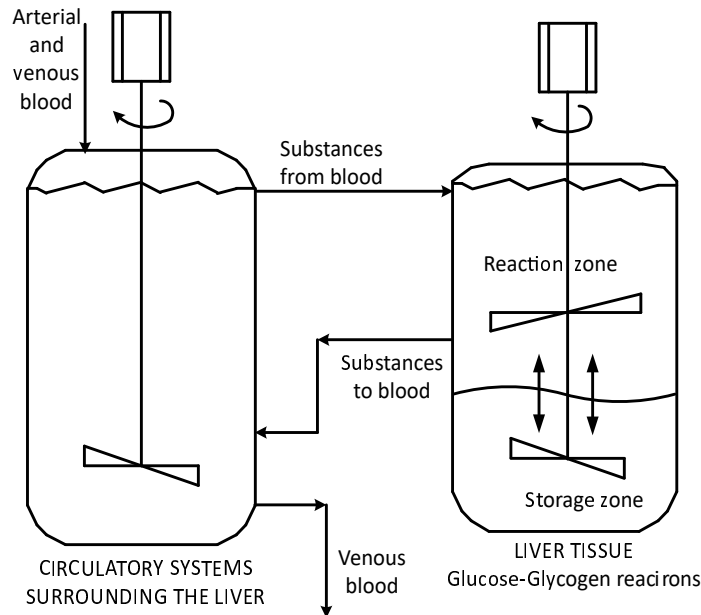 Arterial
and
venous
blood
Substances
from blood
Reaction zone
Substances
to blood
Storage zone
Venous
blood
CIRCULATORY SYSTEMS
SURROUNDING THE LIVER
LIVER TISSUE
Glucose-Glycogen reacirons